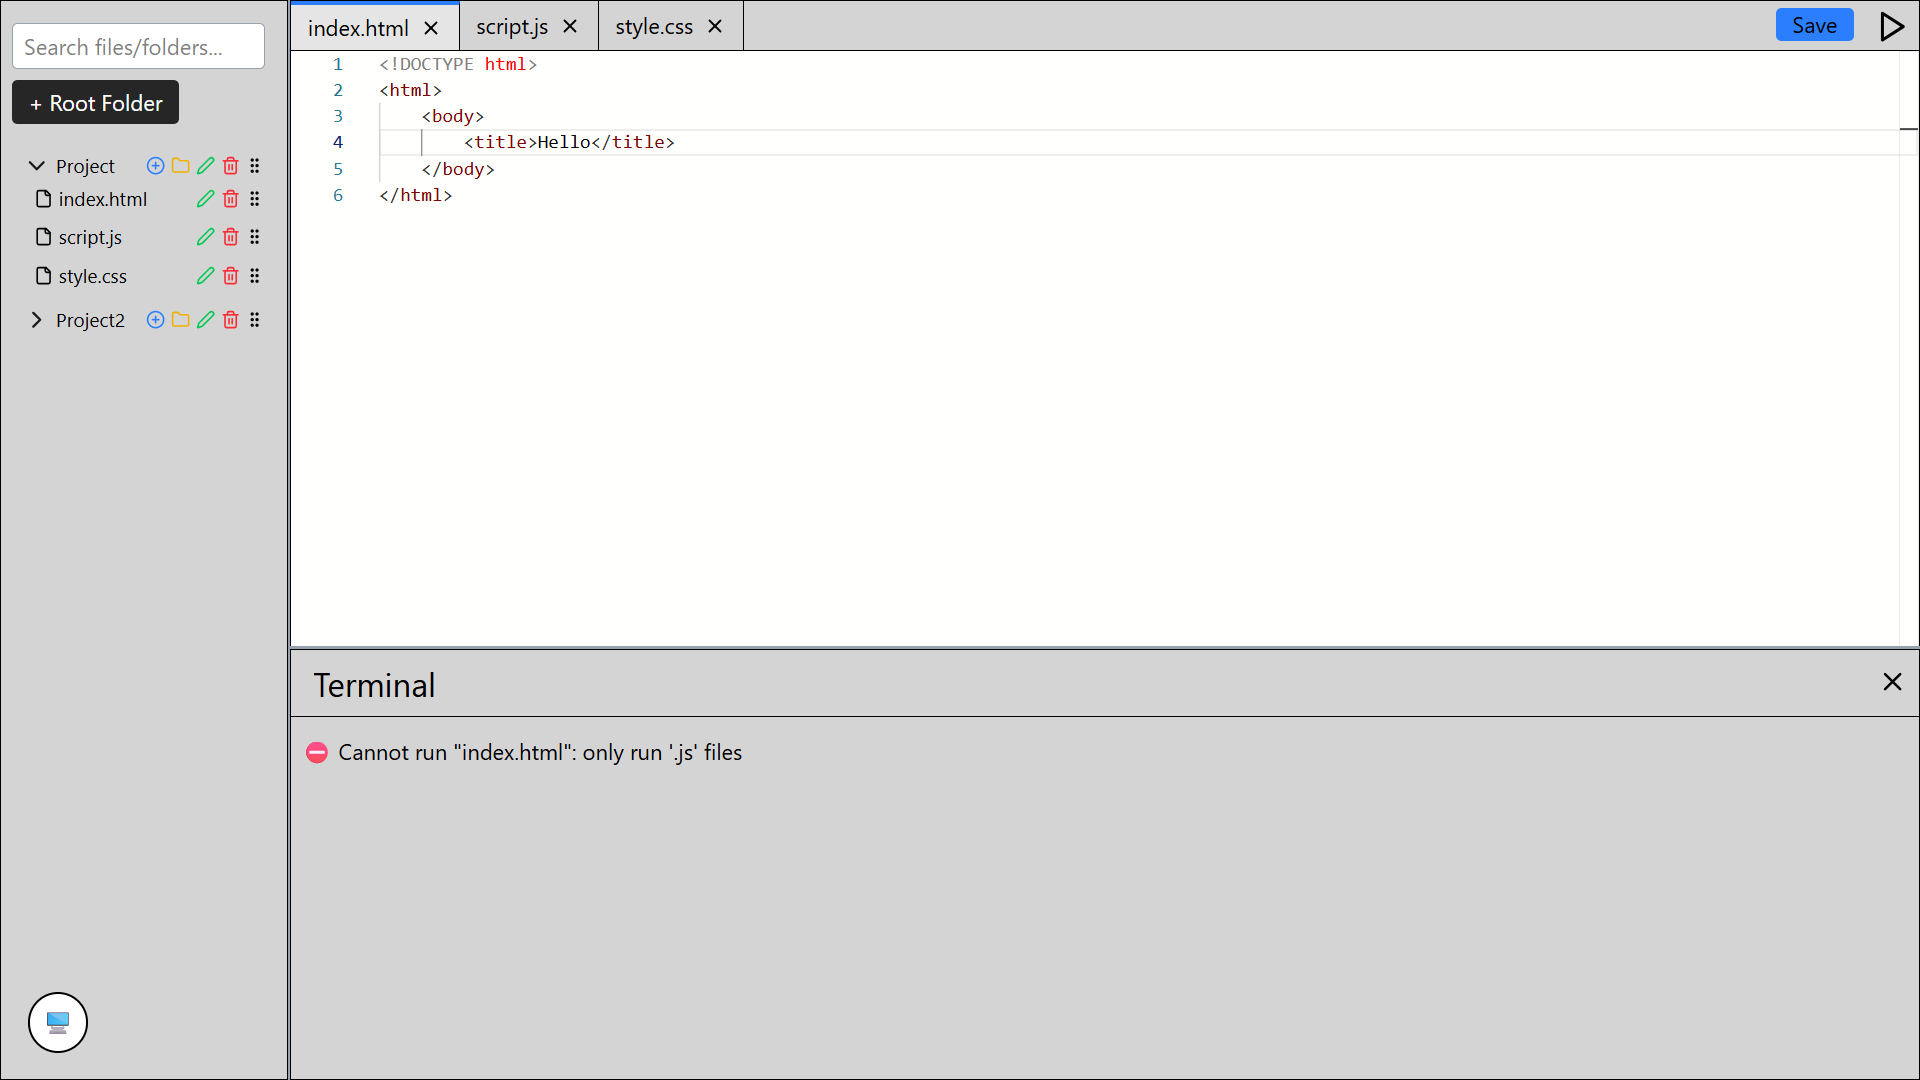 Search files/folders...
+ Root Folder
Project
index.html
script.js
style.css
Project2
index.html
script.js
style.css
Save
1 <!DOCTYPE html>
2 <html>
3     <body>
4         <title>Hello</title>
5     </body>
6 </html>
Terminal
Cannot run "index.html": only run '.js' files